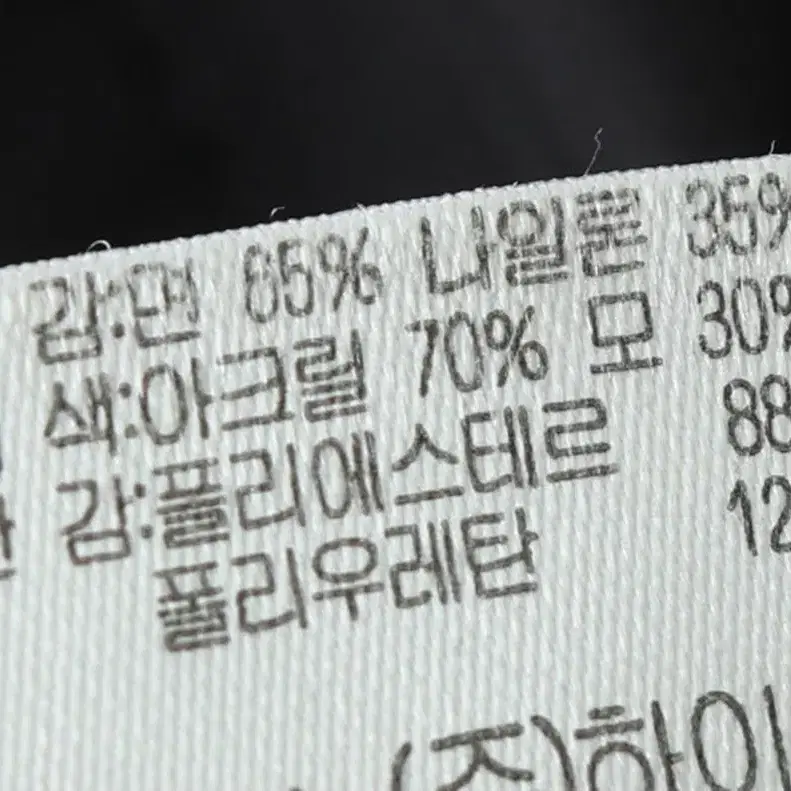 감:면 65% 나일론 35%
색:아크릴 70% 모 30%
감:폴리에스테르 88
폴리우레탄 12
(주)하이